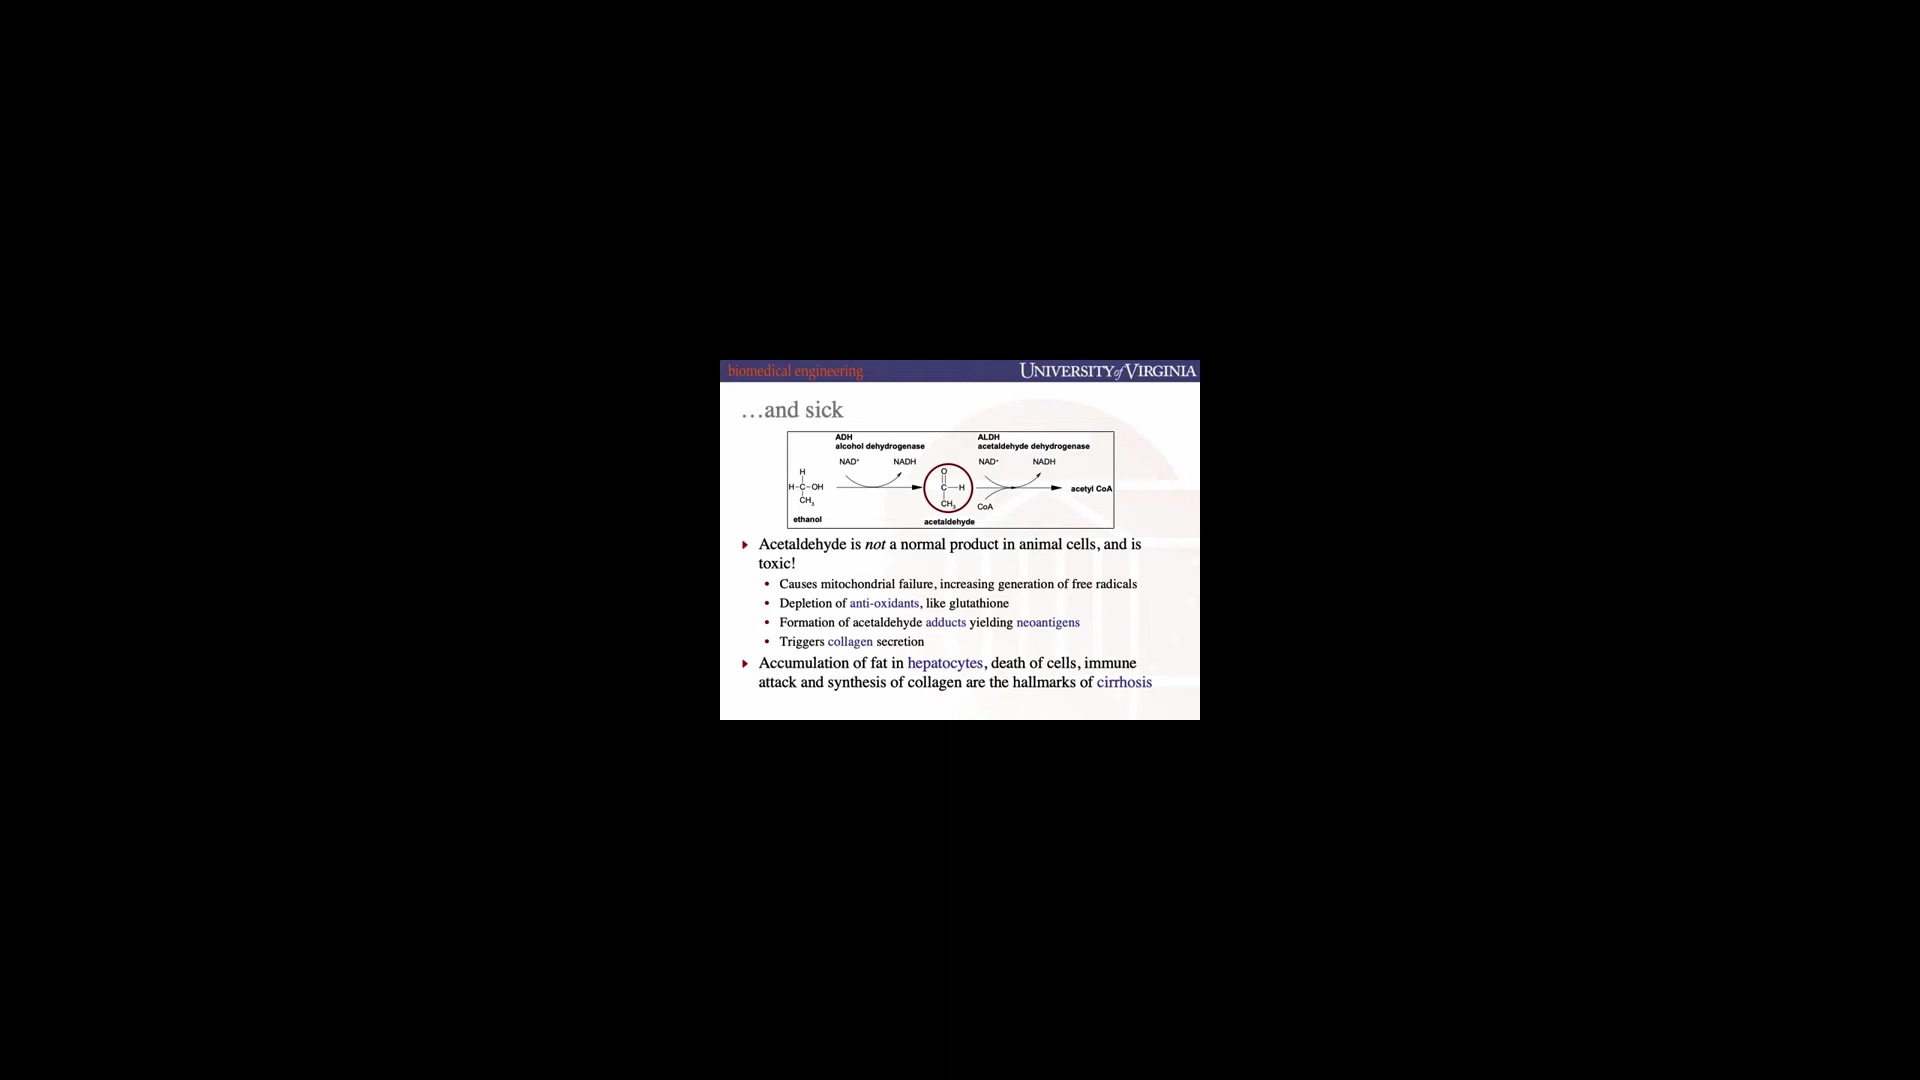 biomedical engineering
UNIVERSITY of VIRGINIA
…and sick
ADH
alcohol dehydrogenase
ALDH
acetaldehyde dehydrogenase
NAD+
NADH
NAD+
NADH
H
O
H-C-OH
C-H
acetyl CoA
CH3
CH3
CoA
ethanol
acetaldehyde
Acetaldehyde is not a normal product in animal cells, and is
toxic!
• Causes mitochondrial failure, increasing generation of free radicals
• Depletion of anti-oxidants, like glutathione
• Formation of acetaldehyde adducts yielding neoantigens
• Triggers collagen secretion
Accumulation of fat in hepatocytes, death of cells, immune
attack and synthesis of collagen are the hallmarks of cirrhosis